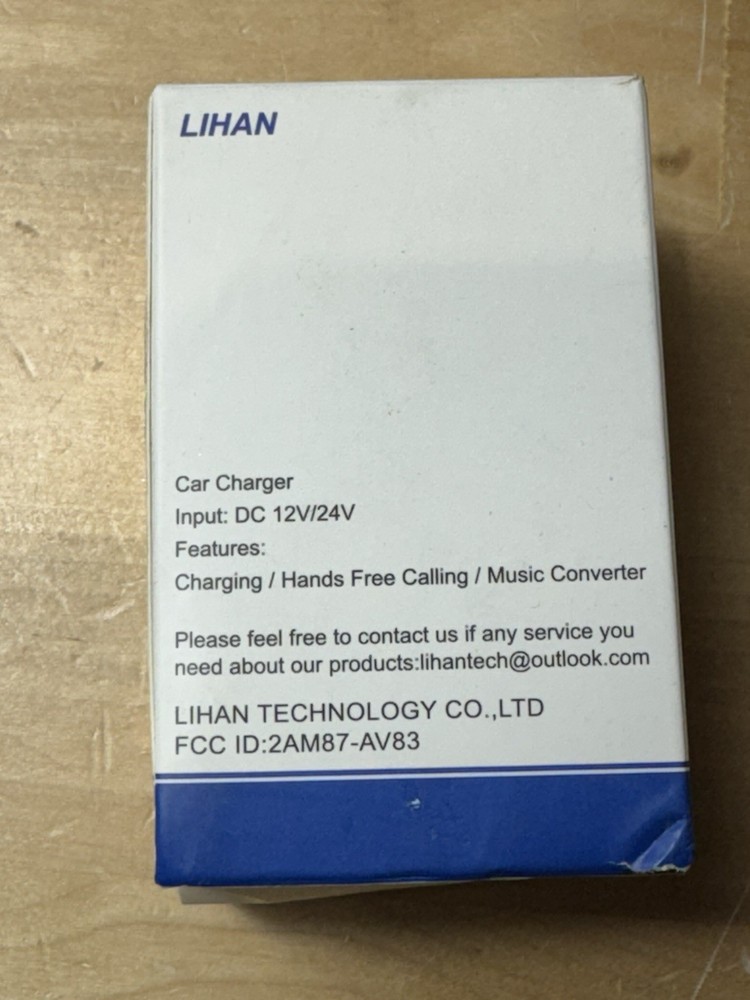 LIHAN
Car Charger
Input: DC 12V/24V
Features:
Charging / Hands Free Calling / Music Converter
Please feel free to contact us if any service you
need about our products:lihantech@outlook.com
LIHAN TECHNOLOGY CO.,LTD
FCC ID:2AM87-AV83